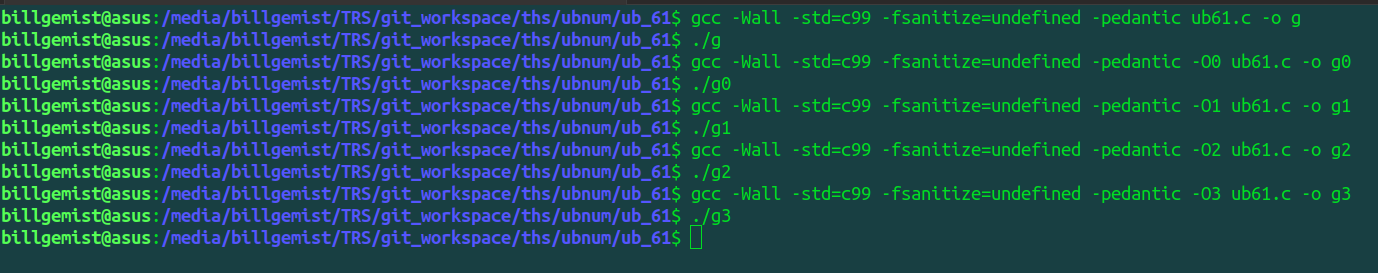 billgemist@asus:/media/billgemist/TRS/git_workspace/ths/ubnum/ub_61$ gcc -Wall -std=c99 -fsanitize=undefined -pedantic ub61.c -o g
billgemist@asus:/media/billgemist/TRS/git_workspace/ths/ubnum/ub_61$ ./g
billgemist@asus:/media/billgemist/TRS/git_workspace/ths/ubnum/ub_61$ gcc -Wall -std=c99 -fsanitize=undefined -pedantic -O0 ub61.c -o g0
billgemist@asus:/media/billgemist/TRS/git_workspace/ths/ubnum/ub_61$ ./g0
billgemist@asus:/media/billgemist/TRS/git_workspace/ths/ubnum/ub_61$ gcc -Wall -std=c99 -fsanitize=undefined -pedantic -O1 ub61.c -o g1
billgemist@asus:/media/billgemist/TRS/git_workspace/ths/ubnum/ub_61$ ./g1
billgemist@asus:/media/billgemist/TRS/git_workspace/ths/ubnum/ub_61$ gcc -Wall -std=c99 -fsanitize=undefined -pedantic -O2 ub61.c -o g2
billgemist@asus:/media/billgemist/TRS/git_workspace/ths/ubnum/ub_61$ ./g2
billgemist@asus:/media/billgemist/TRS/git_workspace/ths/ubnum/ub_61$ gcc -Wall -std=c99 -fsanitize=undefined -pedantic -O3 ub61.c -o g3
billgemist@asus:/media/billgemist/TRS/git_workspace/ths/ubnum/ub_61$ ./g3
billgemist@asus:/media/billgemist/TRS/git_workspace/ths/ubnum/ub_61$